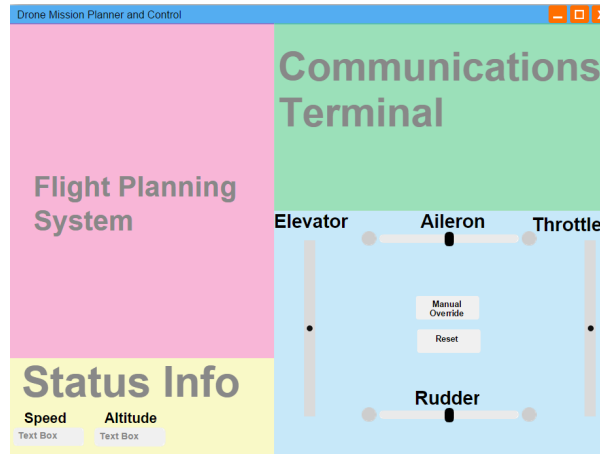 Drone Mission Planner and Control
Communications
Terminal
Flight Planning
System
Elevator
Aileron
Throttle
Manual
Override
Reset
Rudder
Status Info
Speed
Altitude
Text Box
Text Box